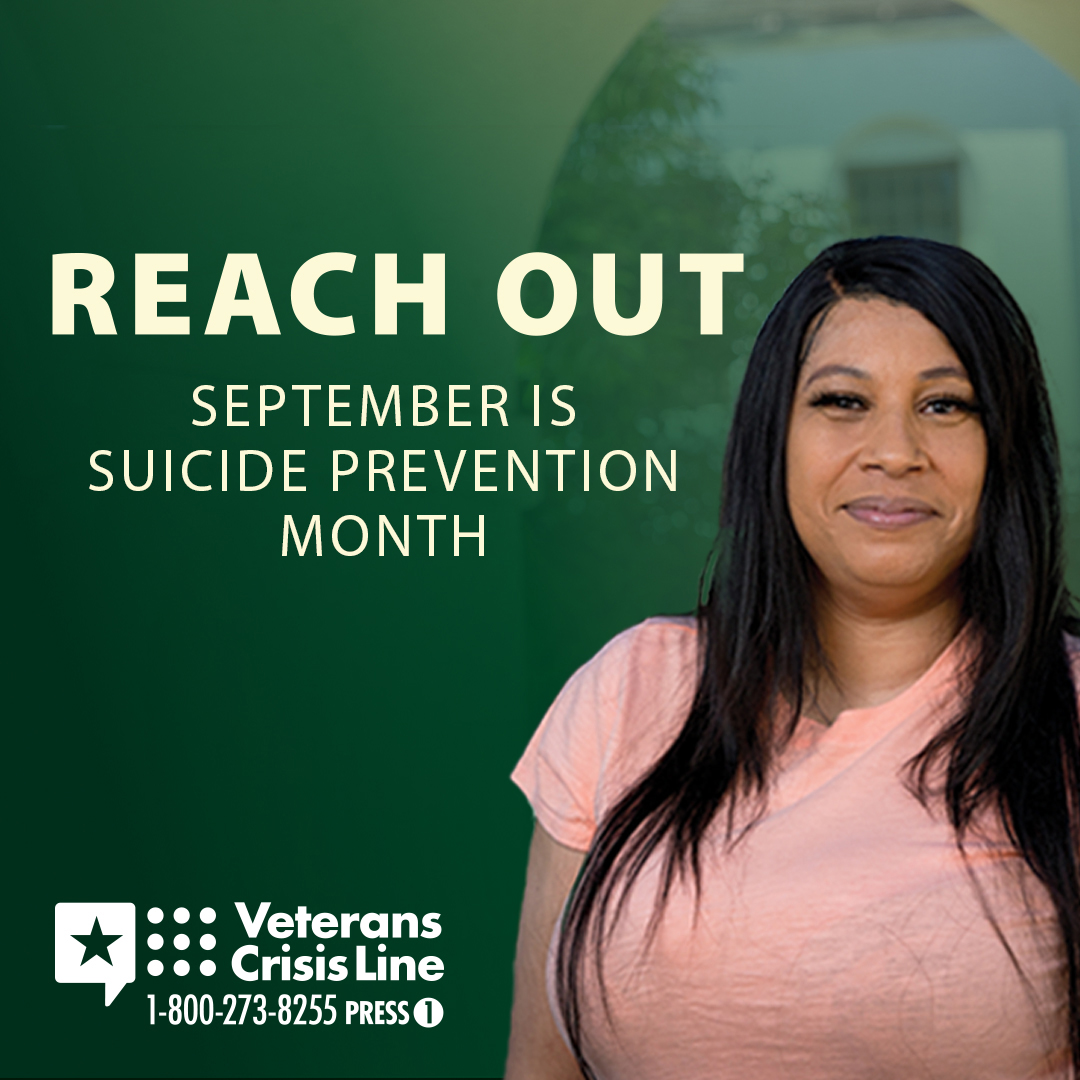 REACH OUT
SEPTEMBER IS
SUICIDE PREVENTION
MONTH
Veterans
Crisis Line
1-800-273-8255 PRESS 1